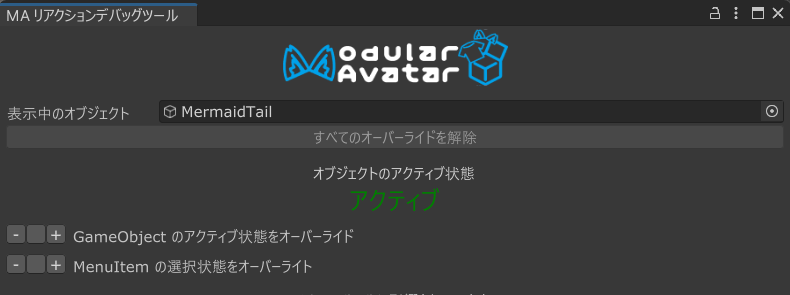 MA リアクションデバッグツール
Modular
Avatar
表示中のオブジェクト MermaidTail
すべてのオーバーライドを解除
オブジェクトのアクティブ状態
アクティブ
- + GameObject のアクティブ状態をオーバーライド
- + MenuItem の選択状態をオーバーライト